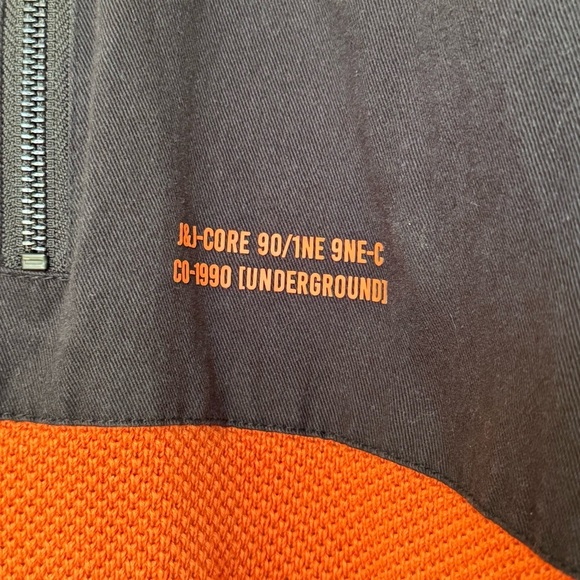 J&J-CORE 90/1NE 9NE-C
CO-1990 [UNDERGROUND]